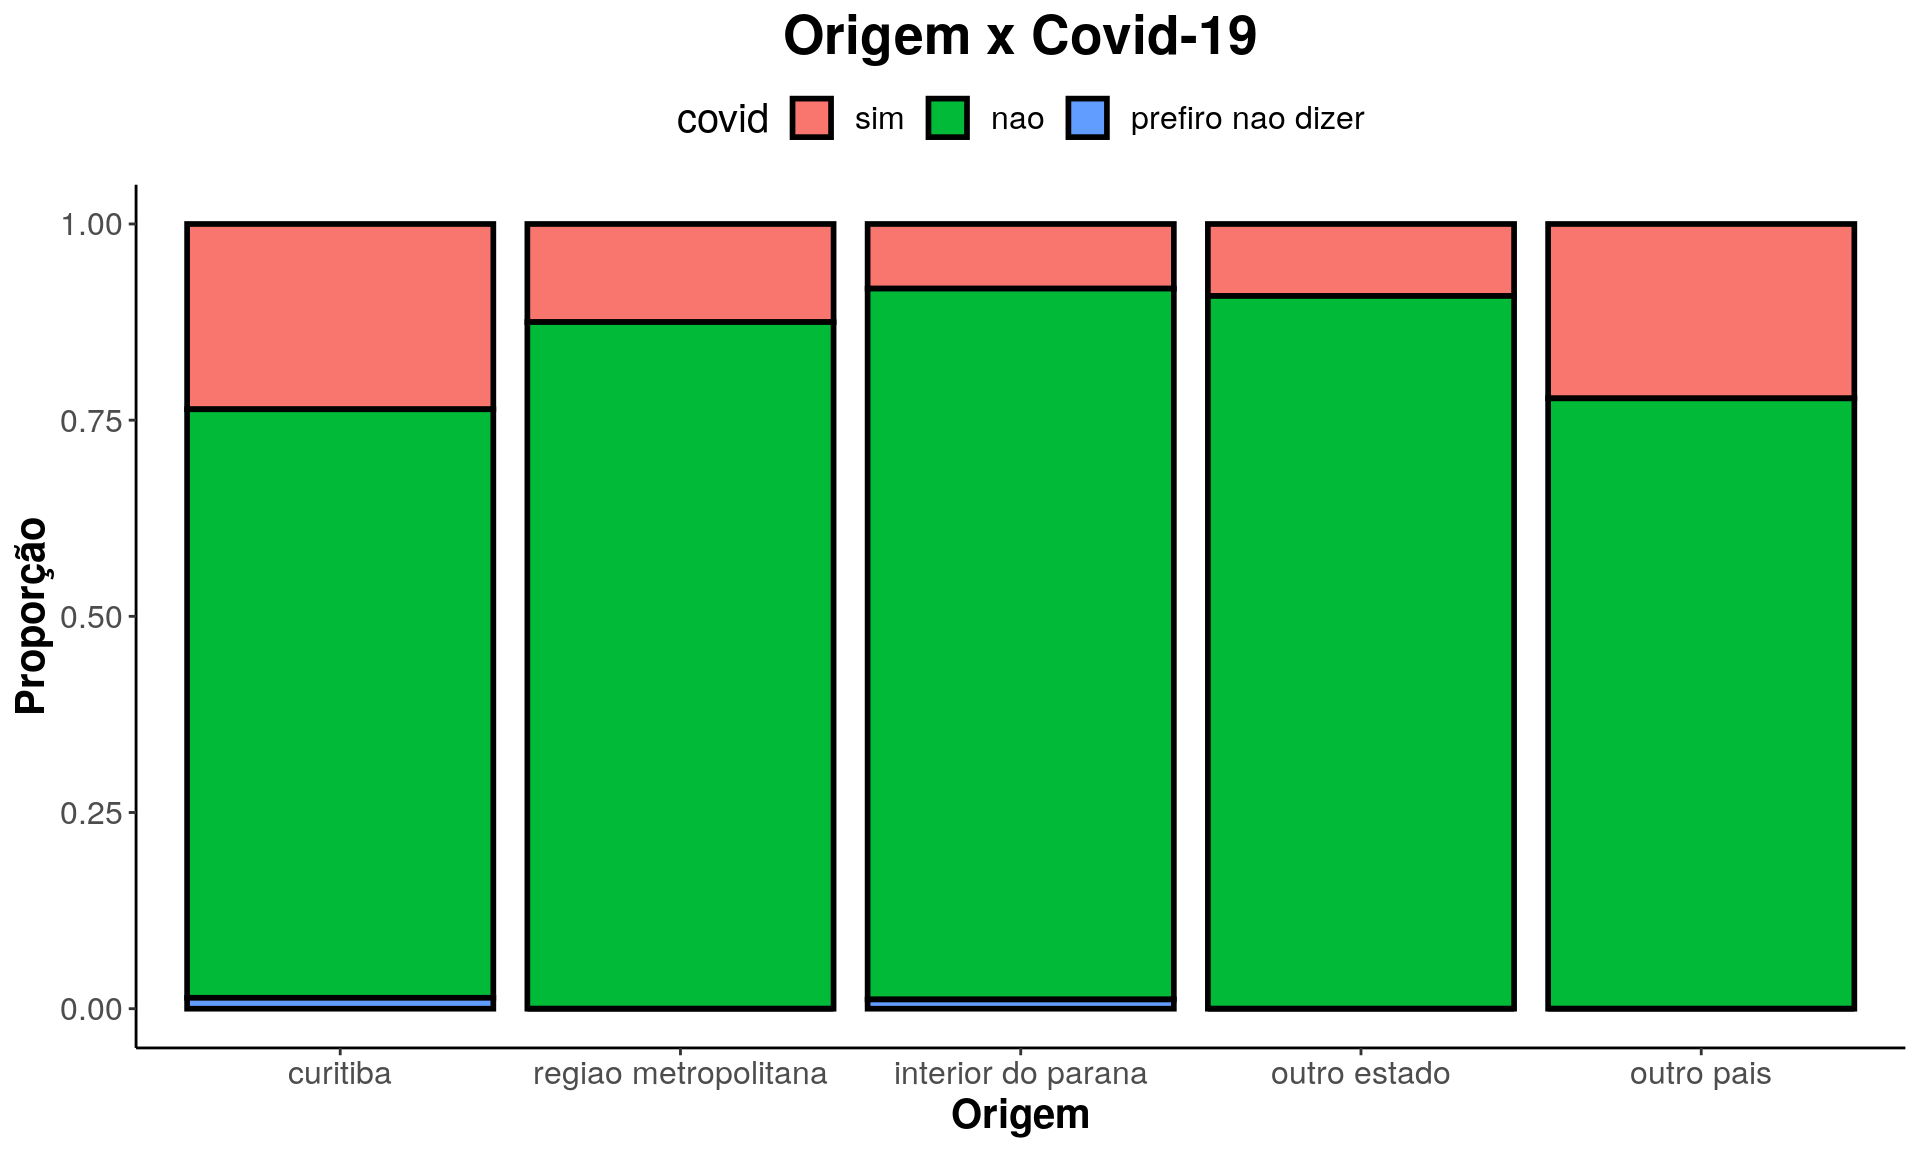 Origem x Covid-19
covid sim nao prefiro nao dizer
Proporção
1.00
0.75
0.50
0.25
0.00
curitiba regiao metropolitana interior do parana outro estado outro pais
Origem